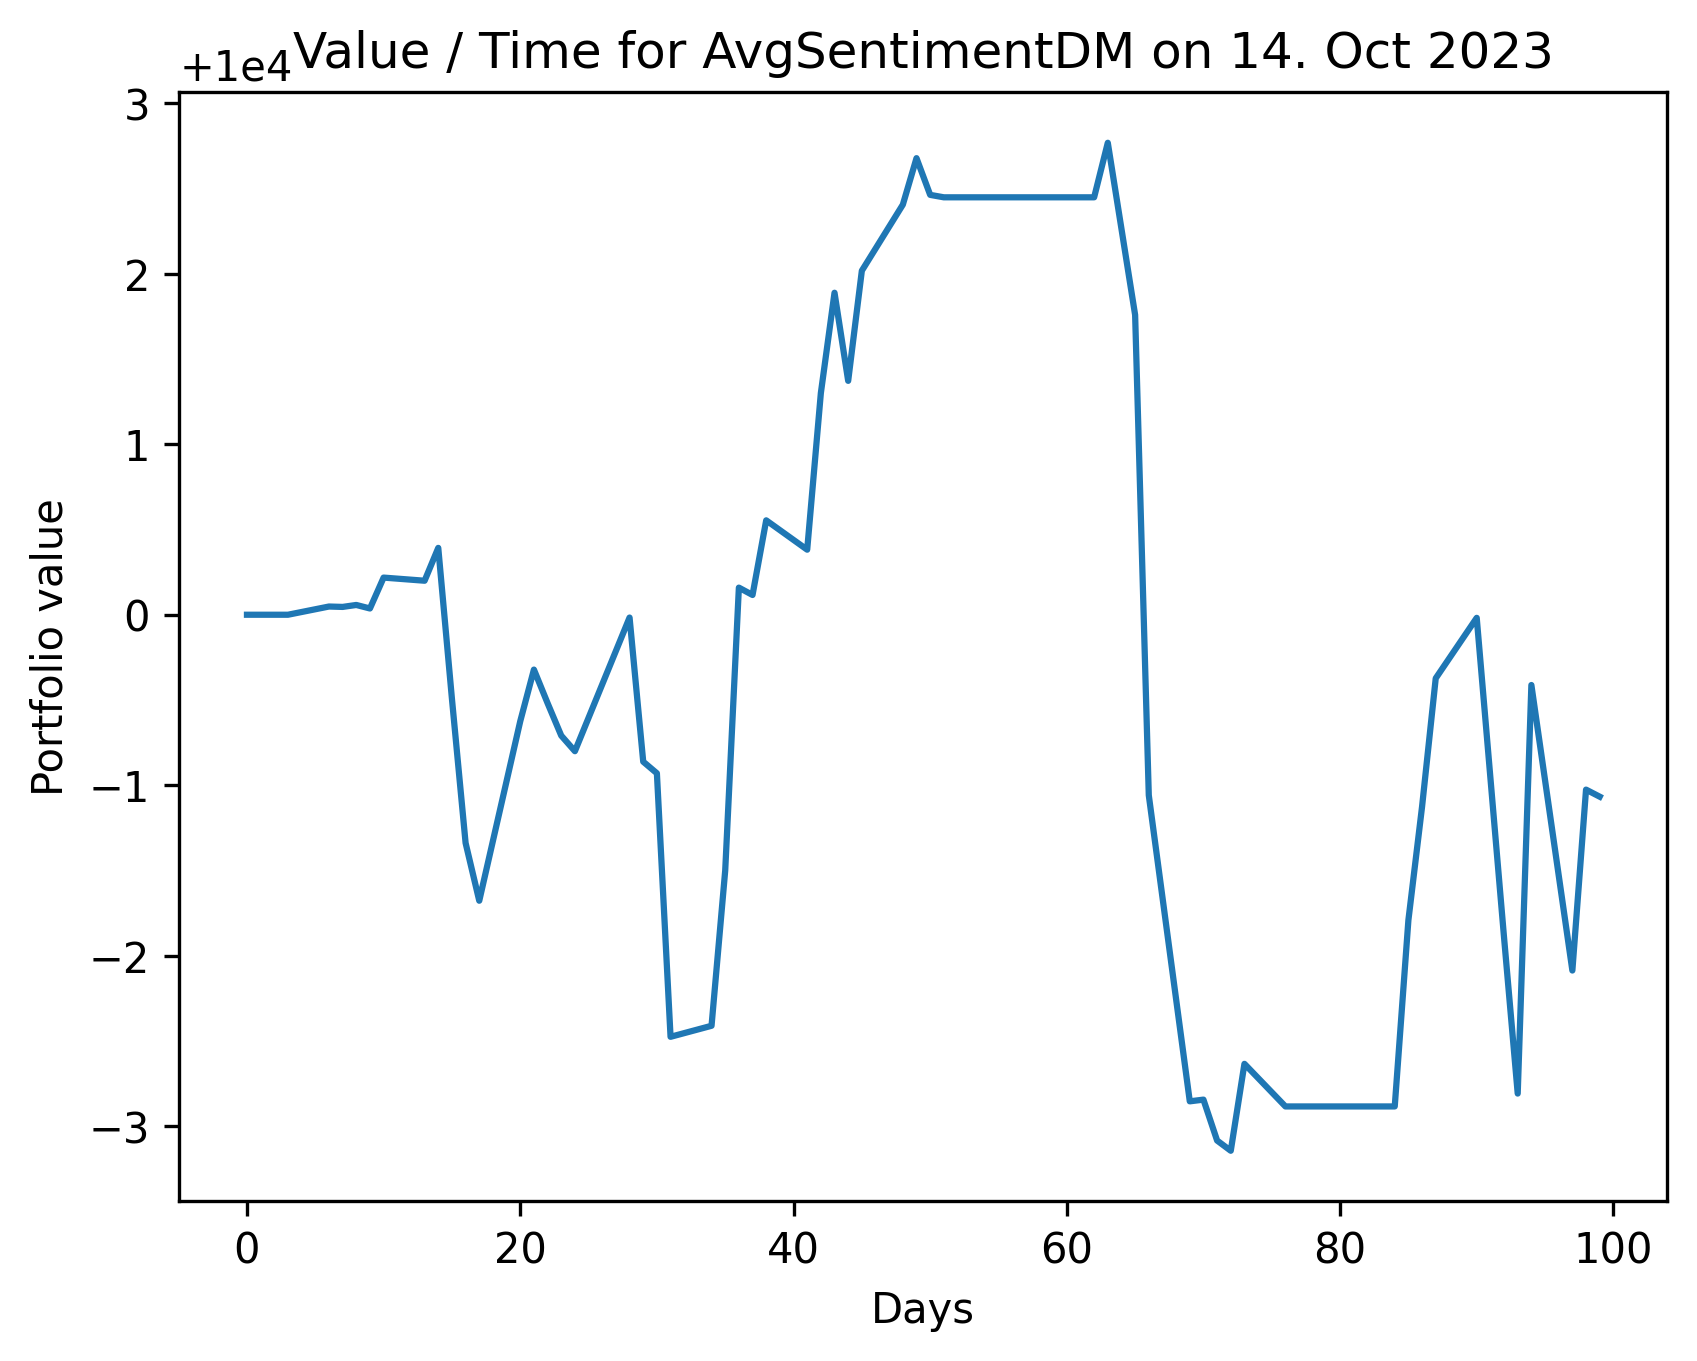 Value / Time for AvgSentimentDM on 14. Oct 2023
+1e4
3
2
1
0
−1
−2
−3
Portfolio value
0 20 40 60 80 100
Days